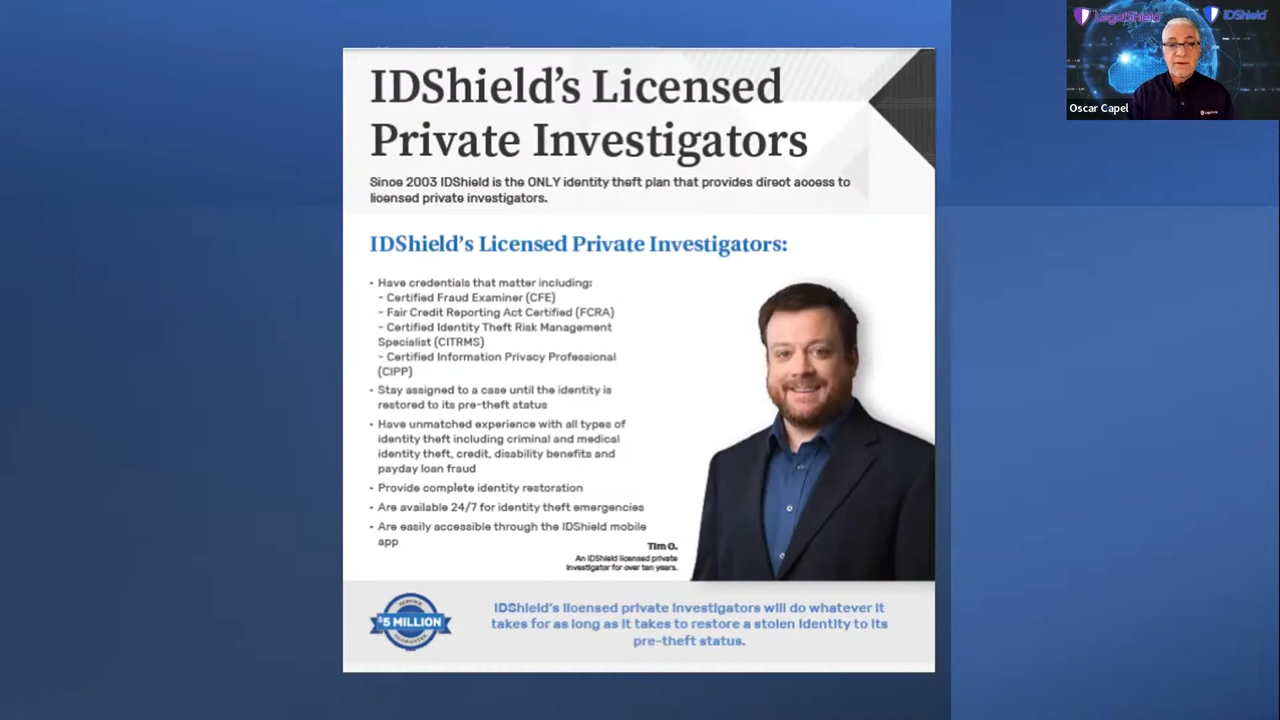 IDShield's Licensed
Private Investigators
Since 2003 IDShield is the ONLY identity theft plan that provides direct access to
licensed private investigators.
IDShield's Licensed Private Investigators:
• Have credentials that matter including:
- Certified Fraud Examiner (CFE)
- Fair Credit Reporting Act Certified (FCRA)
- Certified Identity Theft Risk Management
Specialist (CITRMS)
- Certified Information Privacy Professional
(CIPP)
• Stay assigned to a case until the identity is
restored to its pre-theft status
• Have unmatched experience with all types of
identity theft including criminal and medical
identity theft, credit, disability benefits and
payday loan fraud
• Provide complete identity restoration
• Are available 24/7 for identity theft emergencies
• Are easily accessible through the IDShield mobile
app
Tim O.
An IDShield licensed private
investigator for over ten years.
SERVICE
$5 MILLION
GUARANTEE
IDShield's licensed private investigators will do whatever it
takes for as long as it takes to restore a stolen identity to its
pre-theft status.
LegalShield
IDShield
LegalShield
Oscar Capel